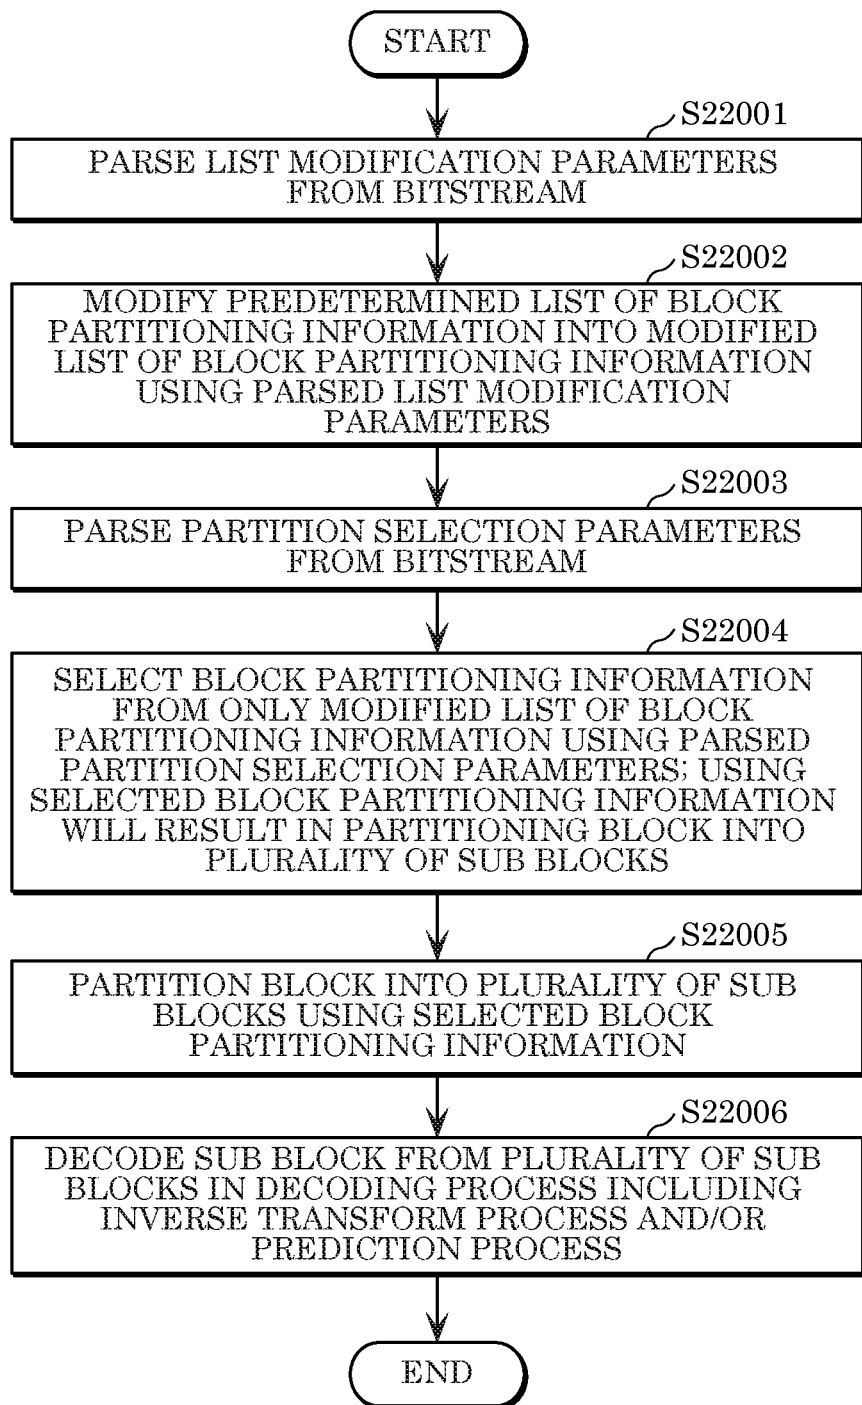 START
S22001
PARSE LIST MODIFICATION PARAMETERS
FROM BITSTREAM
S22002
MODIFY PREDETERMINED LIST OF BLOCK
PARTITIONING INFORMATION INTO MODIFIED
LIST OF BLOCK PARTITIONING INFORMATION
USING PARSED LIST MODIFICATION
PARAMETERS
S22003
PARSE PARTITION SELECTION PARAMETERS
FROM BITSTREAM
S22004
SELECT BLOCK PARTITIONING INFORMATION
FROM ONLY MODIFIED LIST OF BLOCK
PARTITIONING INFORMATION USING PARSED
PARTITION SELECTION PARAMETERS; USING
SELECTED BLOCK PARTITIONING INFORMATION
WILL RESULT IN PARTITIONING BLOCK INTO
PLURALITY OF SUB BLOCKS
S22005
PARTITION BLOCK INTO PLURALITY OF SUB
BLOCKS USING SELECTED BLOCK
PARTITIONING INFORMATION
S22006
DECODE SUB BLOCK FROM PLURALITY OF SUB
BLOCKS IN DECODING PROCESS INCLUDING
INVERSE TRANSFORM PROCESS AND/OR
PREDICTION PROCESS
END